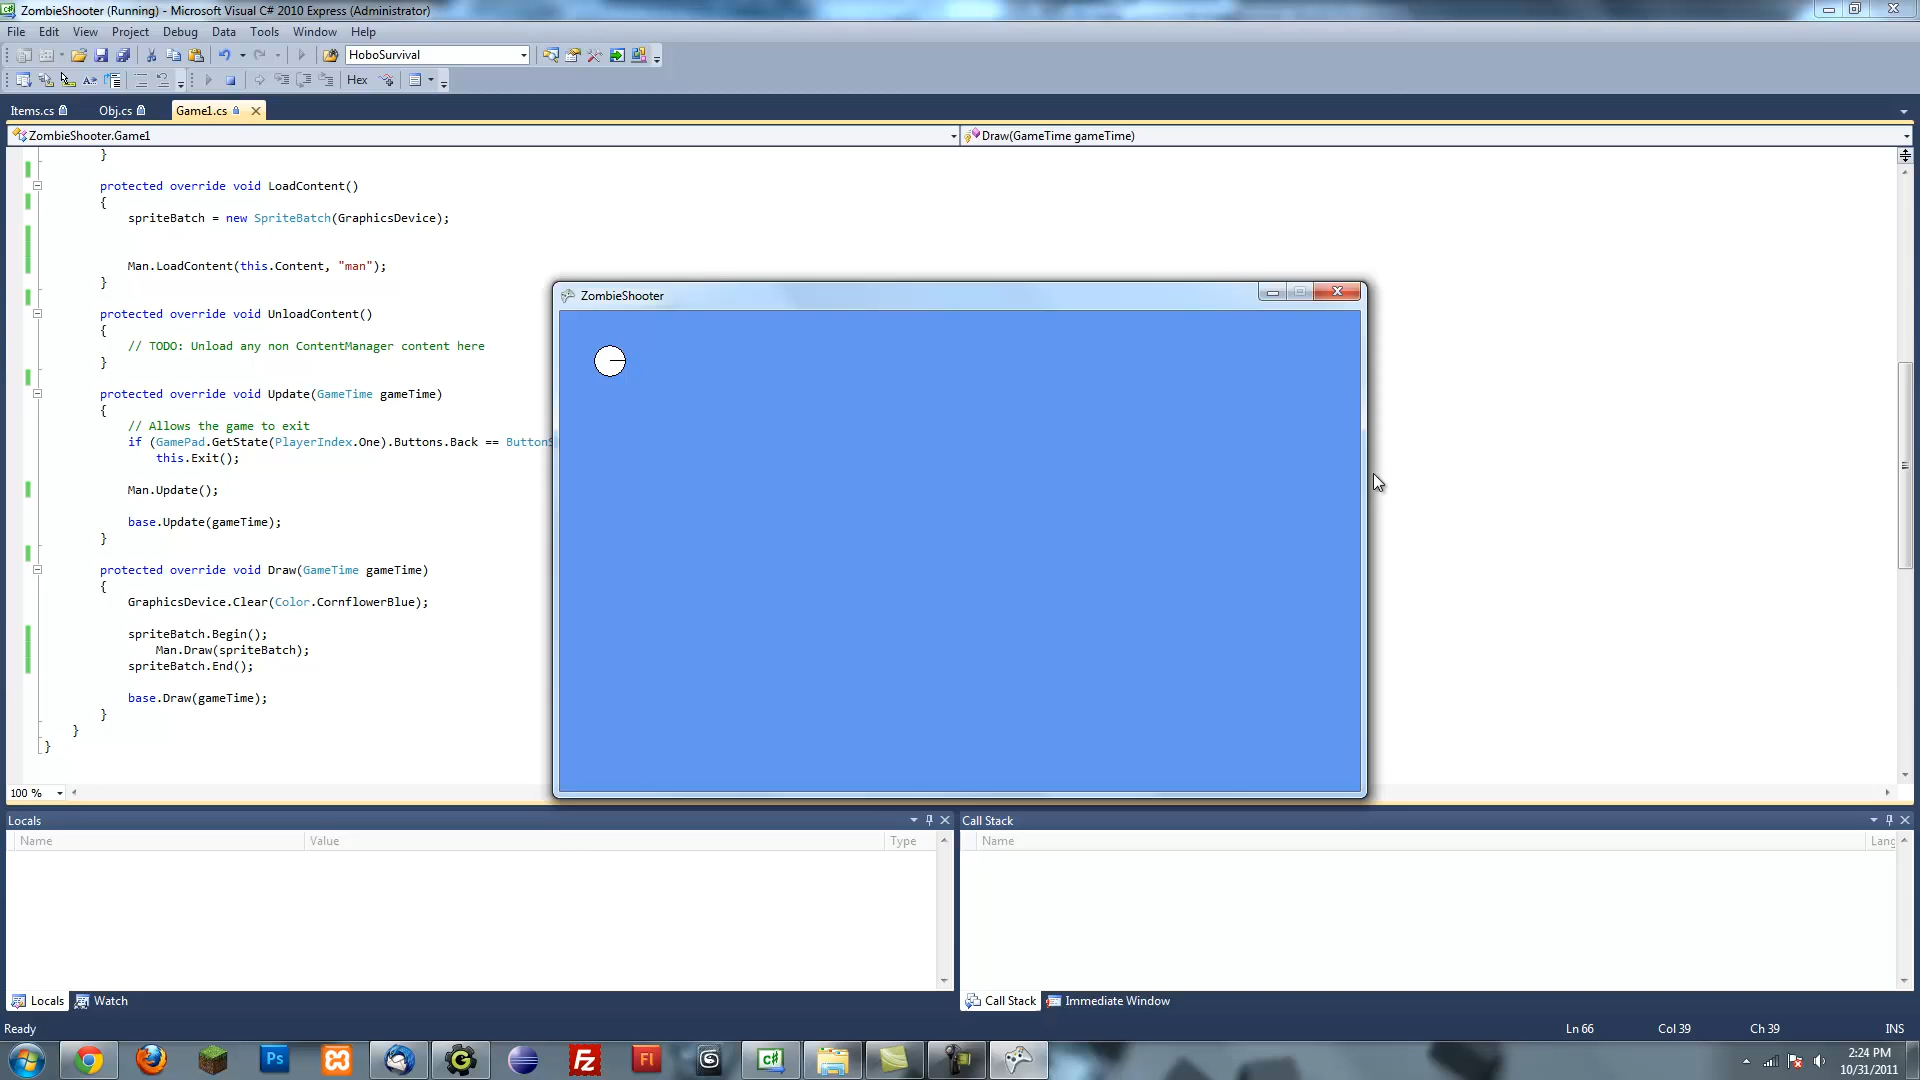 ZombieShooter (Running) - Microsoft Visual C# 2010 Express (Administrator)
File Edit View Project Debug Data Tools Window Help
HoboSurvival
Hex
Items.cs Obj.cs Game1.cs
ZombieShooter.Game1 Draw(GameTime gameTime)
}
protected override void LoadContent()
{
spriteBatch = new SpriteBatch(GraphicsDevice);
Man.LoadContent(this.Content, "man");
}
protected override void UnloadContent()
{
// TODO: Unload any non ContentManager content here
}
protected override void Update(GameTime gameTime)
{
// Allows the game to exit
if (GamePad.GetState(PlayerIndex.One).Buttons.Back == ButtonS
this.Exit();
Man.Update();
base.Update(gameTime);
}
protected override void Draw(GameTime gameTime)
{
GraphicsDevice.Clear(Color.CornflowerBlue);
spriteBatch.Begin();
Man.Draw(spriteBatch);
spriteBatch.End();
base.Draw(gameTime);
}
}
}
ZombieShooter
100 %
Locals
Name Value Type
Call Stack
Name Lang
Locals Watch
Call Stack Immediate Window
Ready Ln 66 Col 39 Ch 39 INS
Ps Fz Fl C#
2:24 PM
10/31/2011